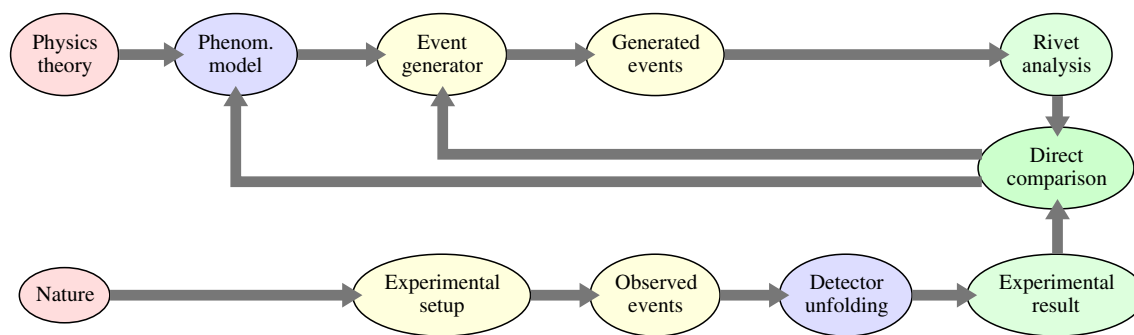 Physics
theory
Phenom.
model
Event
generator
Generated
events
Rivet
analysis
Direct
comparison
Nature
Experimental
setup
Observed
events
Detector
unfolding
Experimental
result